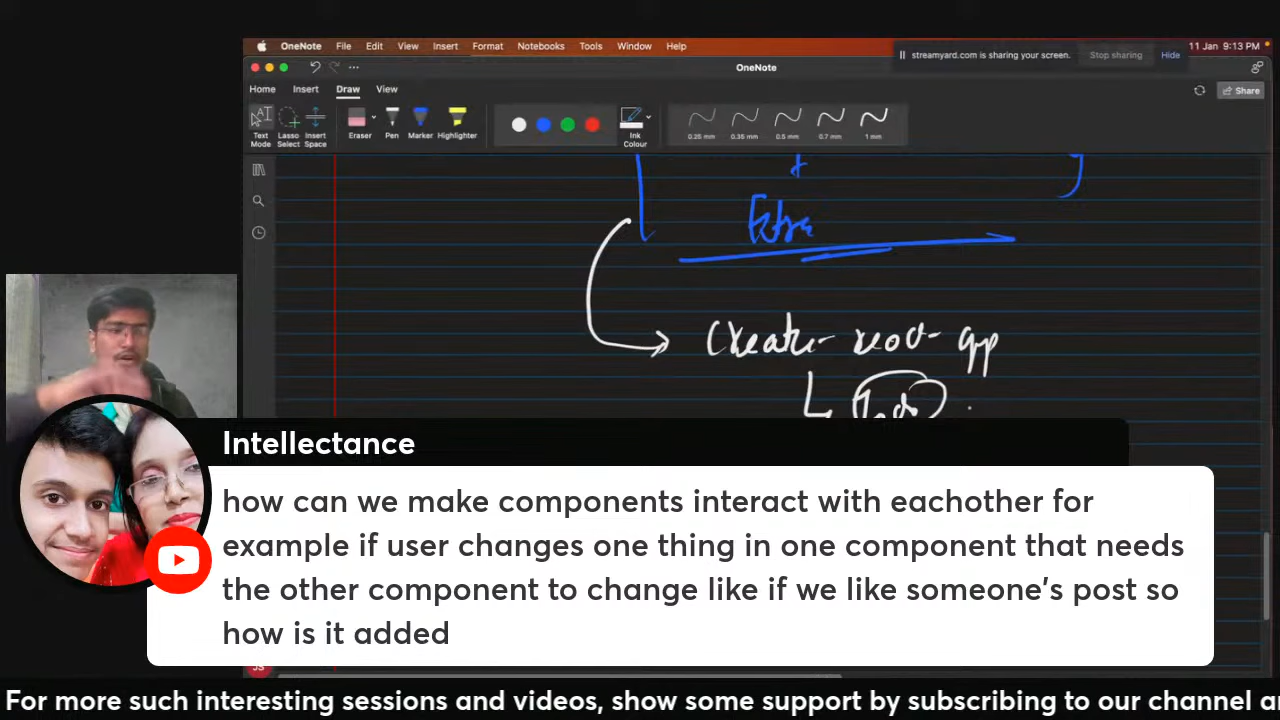 OneNote File Edit View Insert Format Notebooks Tools Window Help
streamyard.com is sharing your screen. Stop sharing Hide
11 Jan 9:13 PM
OneNote
Home Insert Draw View
Share
Text Mode
Lasso Select
Insert Space
Eraser
Pen
Marker
Highlighter
Ink Colour
0.25 mm 0.35 mm 0.5 mm 0.7 mm 1 mm
Extra
Create-react-app
Intellectance
how can we make components interact with eachother for
example if user changes one thing in one component that needs
the other component to change like if we like someone's post so
how is it added
JS
For more such interesting sessions and videos, show some support by subscribing to our channel